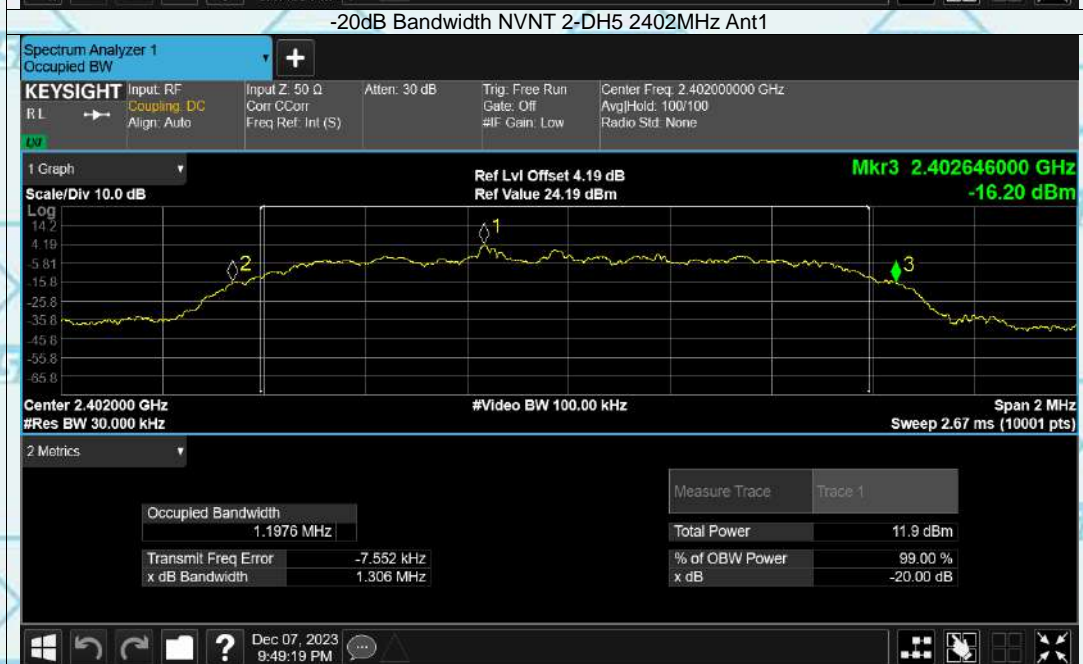 -20dB Bandwidth NVNT 2-DH5 2402MHz Ant1
Spectrum Analyzer 1
Occupied BW
+
KEYSIGHT Input: RF Input Z: 50 Ω Atten: 30 dB Trig: Free Run Center Freq: 2.402000000 GHz
R L Coupling: DC Corr CCorr Gate: Off Avg|Hold: 100/100
Align: Auto Freq Ref: Int (S) #IF Gain: Low Radio Std: None
LXI
1 Graph Ref Lvl Offset 4.19 dB Mkr3 2.402646000 GHz
Scale/Div 10.0 dB Ref Value 24.19 dBm -16.20 dBm
Log
14.2
4.19
-5.81
-15.8
-25.8
-35.8
-45.8
-55.8
-65.8
1
2
3
Center 2.402000 GHz #Video BW 100.00 kHz Span 2 MHz
#Res BW 30.000 kHz Sweep 2.67 ms (10001 pts)
2 Metrics
Measure Trace Trace 1
Occupied Bandwidth
1.1976 MHz Total Power 11.9 dBm
Transmit Freq Error -7.552 kHz % of OBW Power 99.00 %
x dB Bandwidth 1.306 MHz x dB -20.00 dB
? Dec 07, 2023
9:49:19 PM